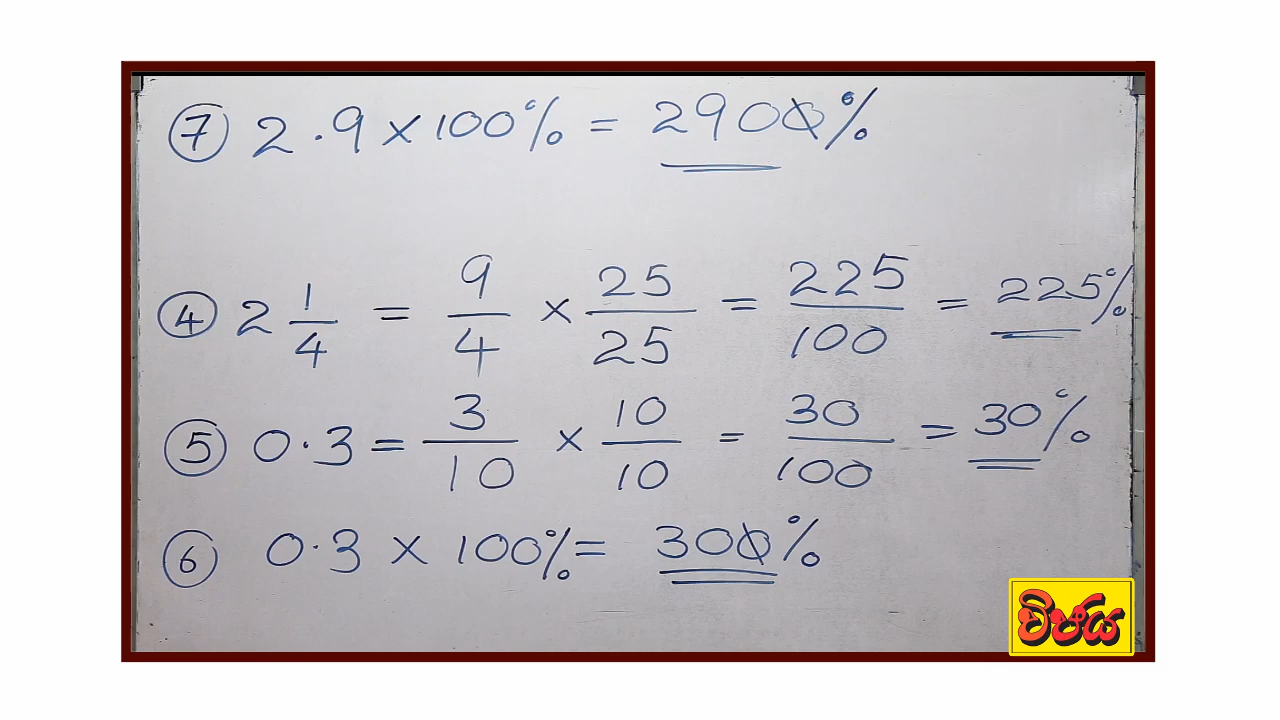 7 2.9 × 100% = 2900%
4 2 1/4 = 9/4 × 25/25 = 225/100 = 225%
5 0.3 = 3/10 × 10/10 = 30/100 = 30%
6 0.3 × 100% = 300%
විජය